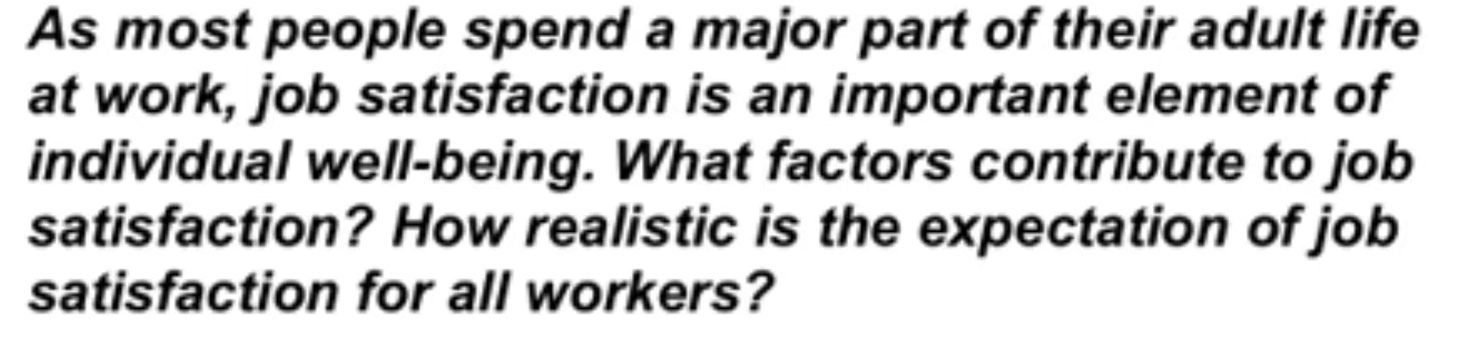 As most people spend a major part of their adult life
at work, job satisfaction is an important element of
individual well-being. What factors contribute to job
satisfaction? How realistic is the expectation of job
satisfaction for all workers?